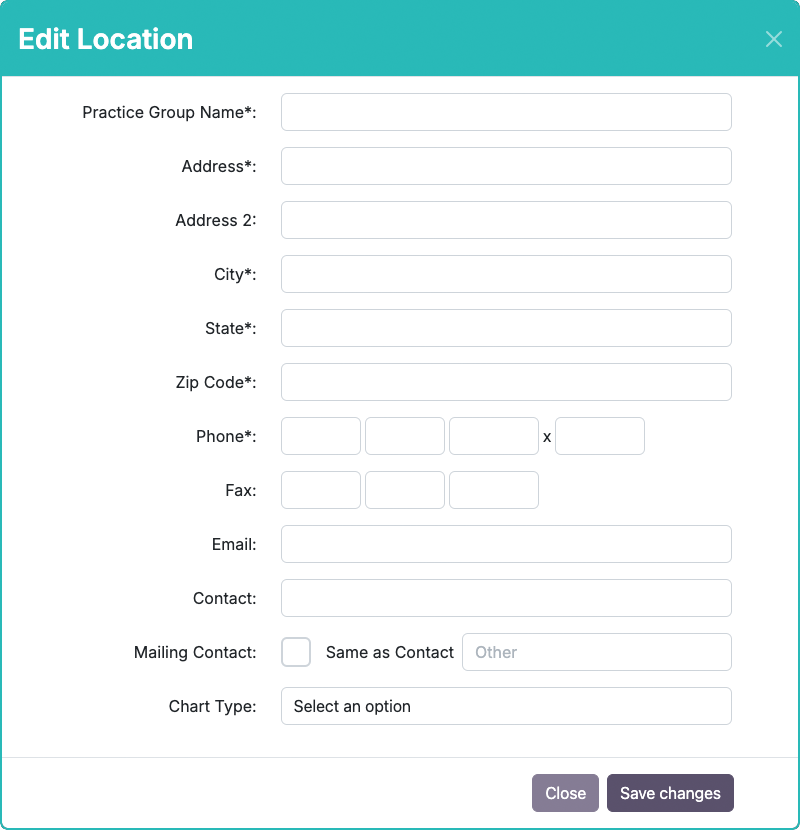 Edit Location
Practice Group Name*:
Address*:
Address 2:
City*:
State*:
Zip Code*:
Phone*: x
Fax:
Email:
Contact:
Mailing Contact: Same as Contact Other
Chart Type: Select an option
Close Save changes